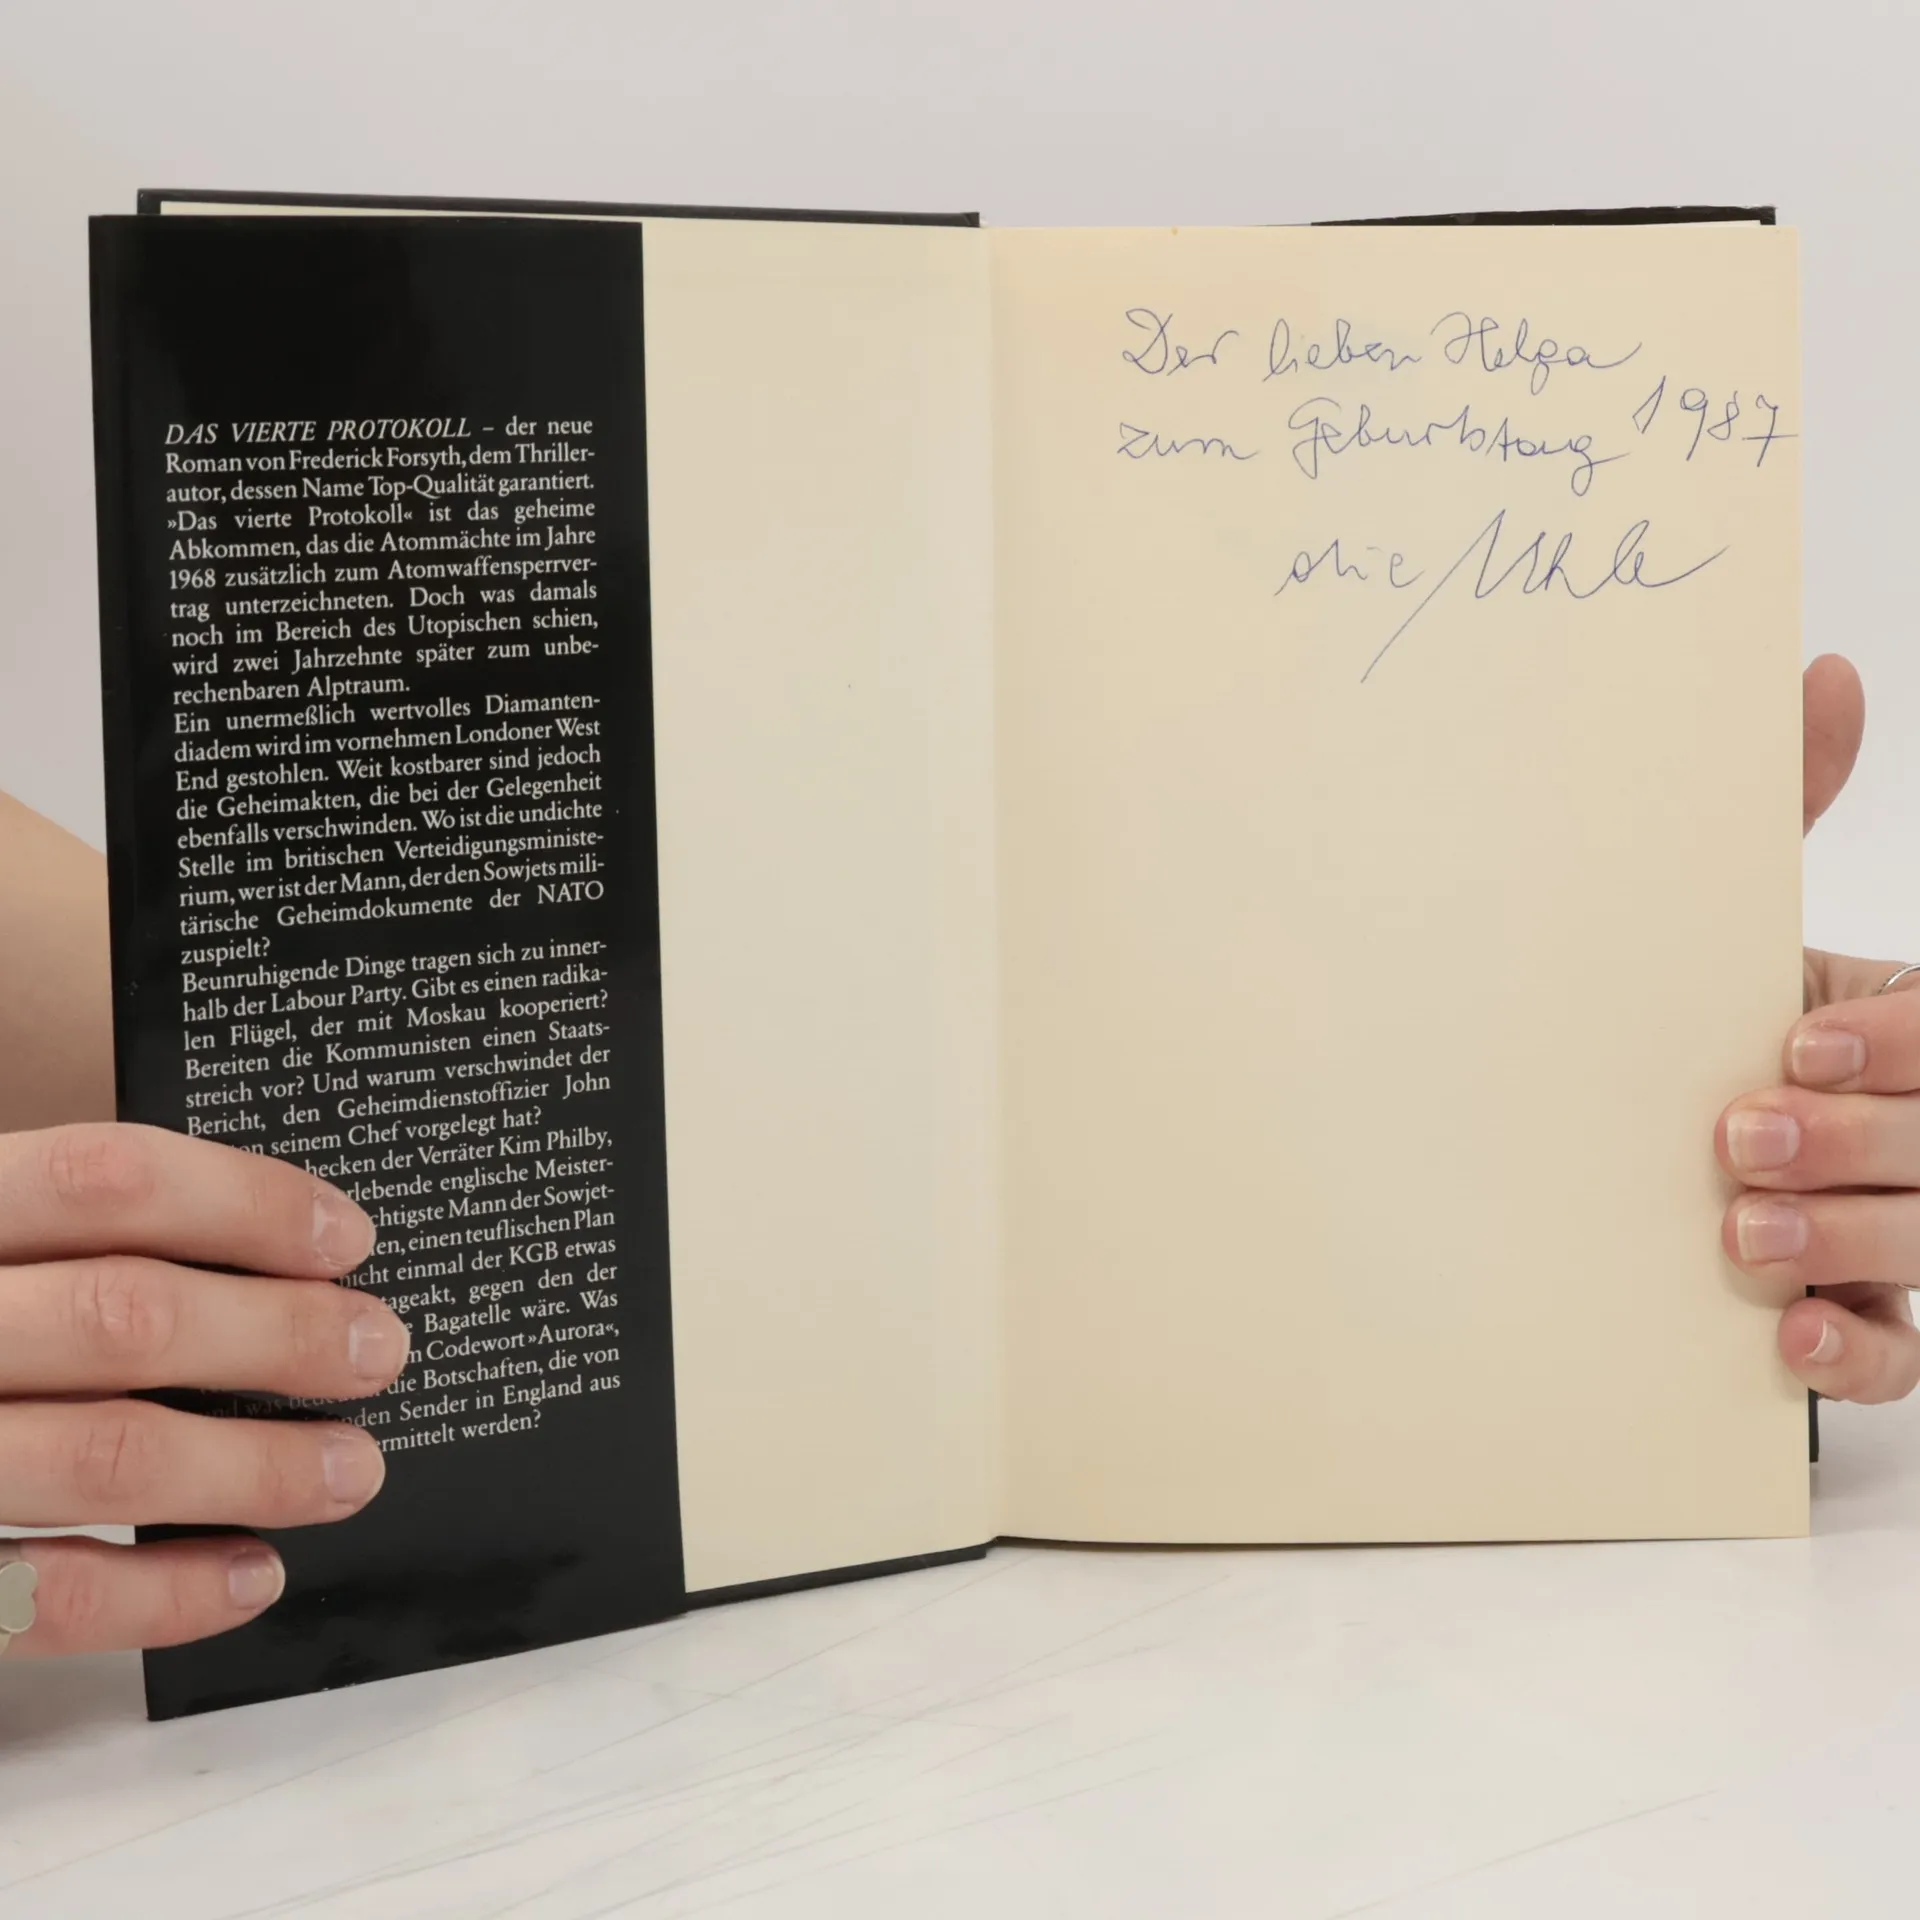 DAS VIERTE PROTOKOLL – der neue
Roman von Frederick Forsyth, dem Thriller-
autor, dessen Name Top-Qualität garantiert.
»Das vierte Protokoll« ist das geheime
Abkommen, das die Atommächte im Jahre
1968 zusätzlich zum Atomwaffensperrver-
trag unterzeichneten. Doch was damals
noch im Bereich des Utopischen schien,
wird zwei Jahrzehnte später zum unbe-
rechenbaren Alptraum.
Ein unermeßlich wertvolles Diamanten-
diadem wird im vornehmen Londoner West
End gestohlen. Weit kostbarer sind jedoch
die Geheimakten, die bei der Gelegenheit
ebenfalls verschwinden. Wo ist die undichte
Stelle im britischen Verteidigungsministe-
rium, wer ist der Mann, der den Sowjets mili-
tärische Geheimdokumente der NATO
zuspielt?
Beunruhigende Dinge tragen sich zu inner-
halb der Labour Party. Gibt es einen radika-
len Flügel, der mit Moskau kooperiert?
Bereiten die Kommunisten einen Staats-
streich vor? Und warum verschwindet der
Bericht, den Geheimdienstoffizier John
seinem Chef vorgelegt hat?
der Verräter Kim Philby,
englische Meister-
Mann der Sowjet-
einen teuflischen Plan
nicht einmal der KGB etwas
gegen den der
Bagatelle wäre. Was
Codewort »Aurora«,
die Botschaften, die von
Sender in England aus
werden?
Der lieben Helga
zum Geburtstag 1987